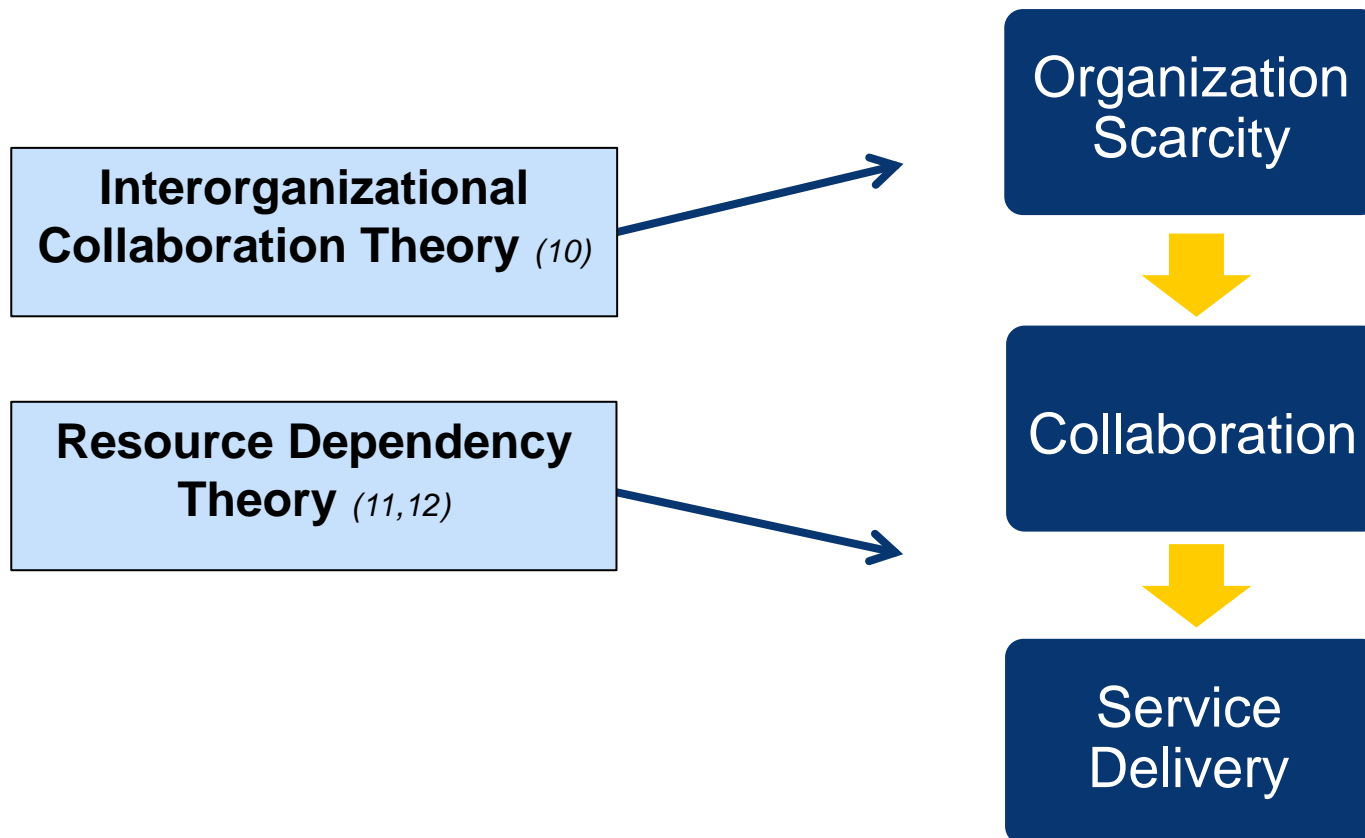 Interorganizational
Collaboration Theory (10)
Resource Dependency
Theory (11,12)
Organization
Scarcity
Collaboration
Service
Delivery